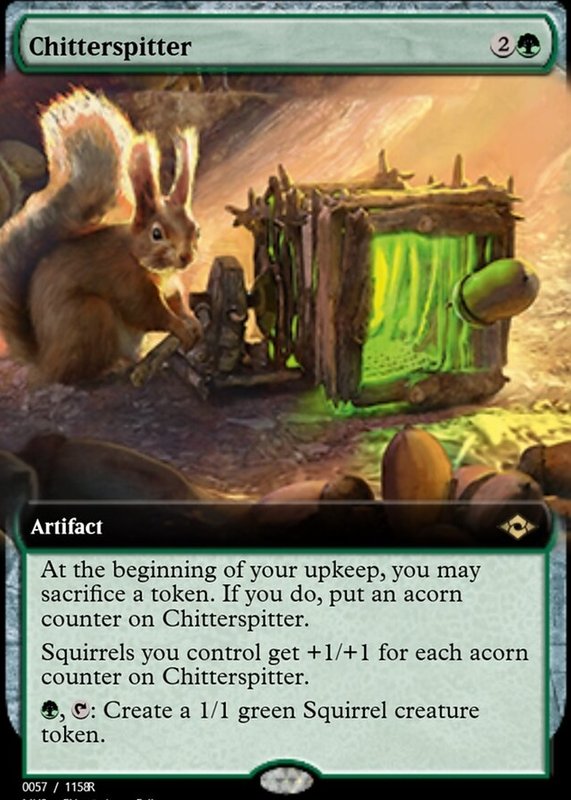 Chitterspitter 2
Artifact
At the beginning of your upkeep, you may
sacrifice a token. If you do, put an acorn
counter on Chitterspitter.
Squirrels you control get +1/+1 for each acorn
counter on Chitterspitter.
, : Create a 1/1 green Squirrel creature
token.
0057 / 1158R